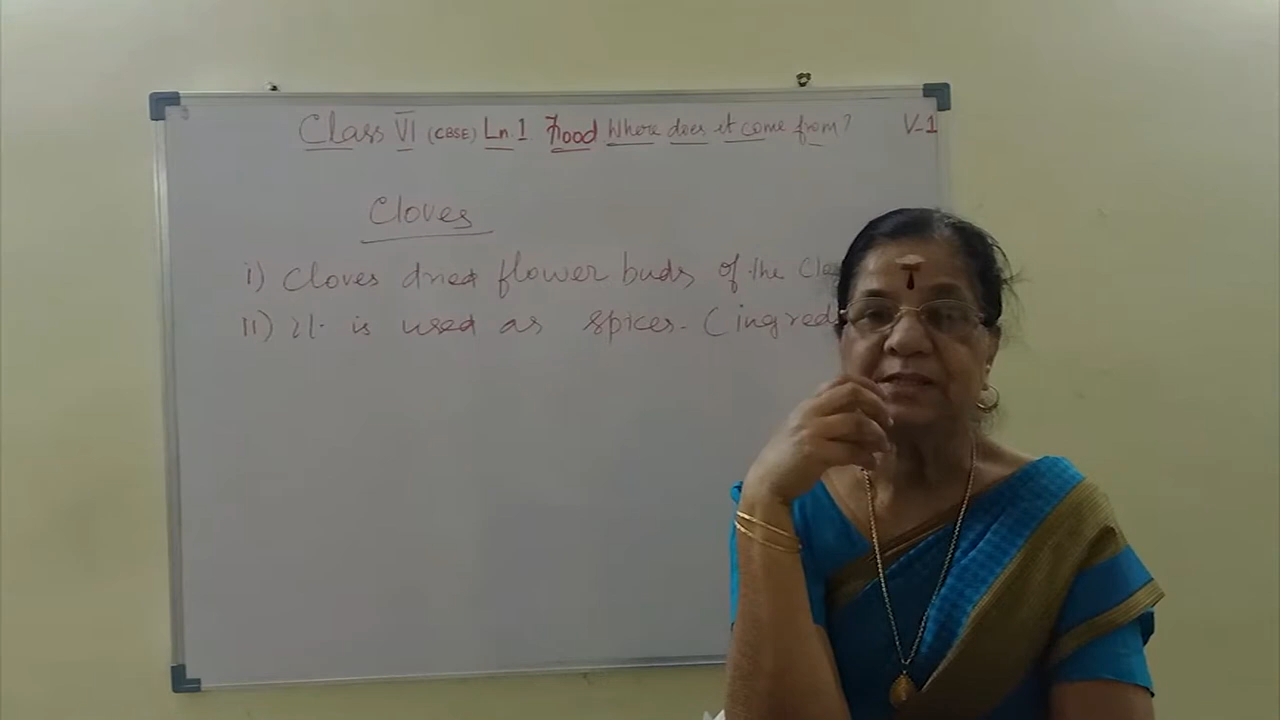 Class VI (CBSE) Ln.1 Food Where does it come from? V-1
Cloves
i) Cloves dried flower buds of the
ii) It is used as spices. (